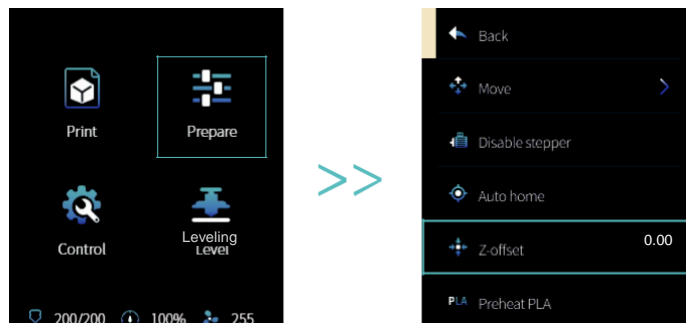 Print
Prepare
Control
Leveling
Level
200/200 100% 255
>>
Back
Move
Disable stepper
Auto home
Z-offset 0.00
PLA Preheat PLA